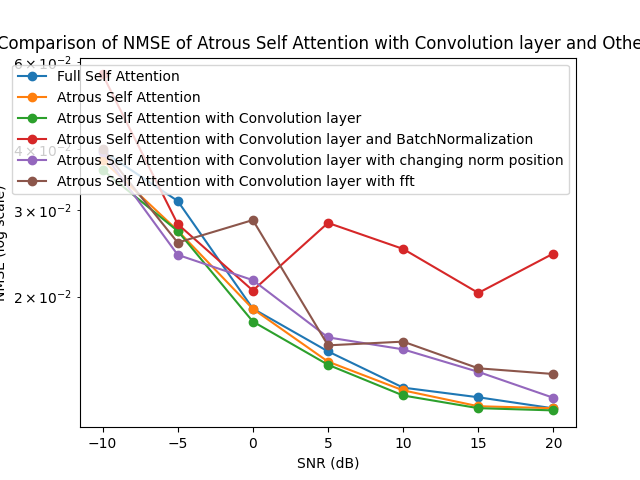 Comparison of NMSE of Atrous Self Attention with Convolution layer and Othe
6 × 10⁻²
Full Self Attention
Atrous Self Attention
Atrous Self Attention with Convolution layer
Atrous Self Attention with Convolution layer and BatchNormalization
4 × 10⁻²
Atrous Self Attention with Convolution layer with changing norm position
Atrous Self Attention with Convolution layer with fft
3 × 10⁻²
NMSE (log scale)
2 × 10⁻²
−10 −5 0 5 10 15 20
SNR (dB)